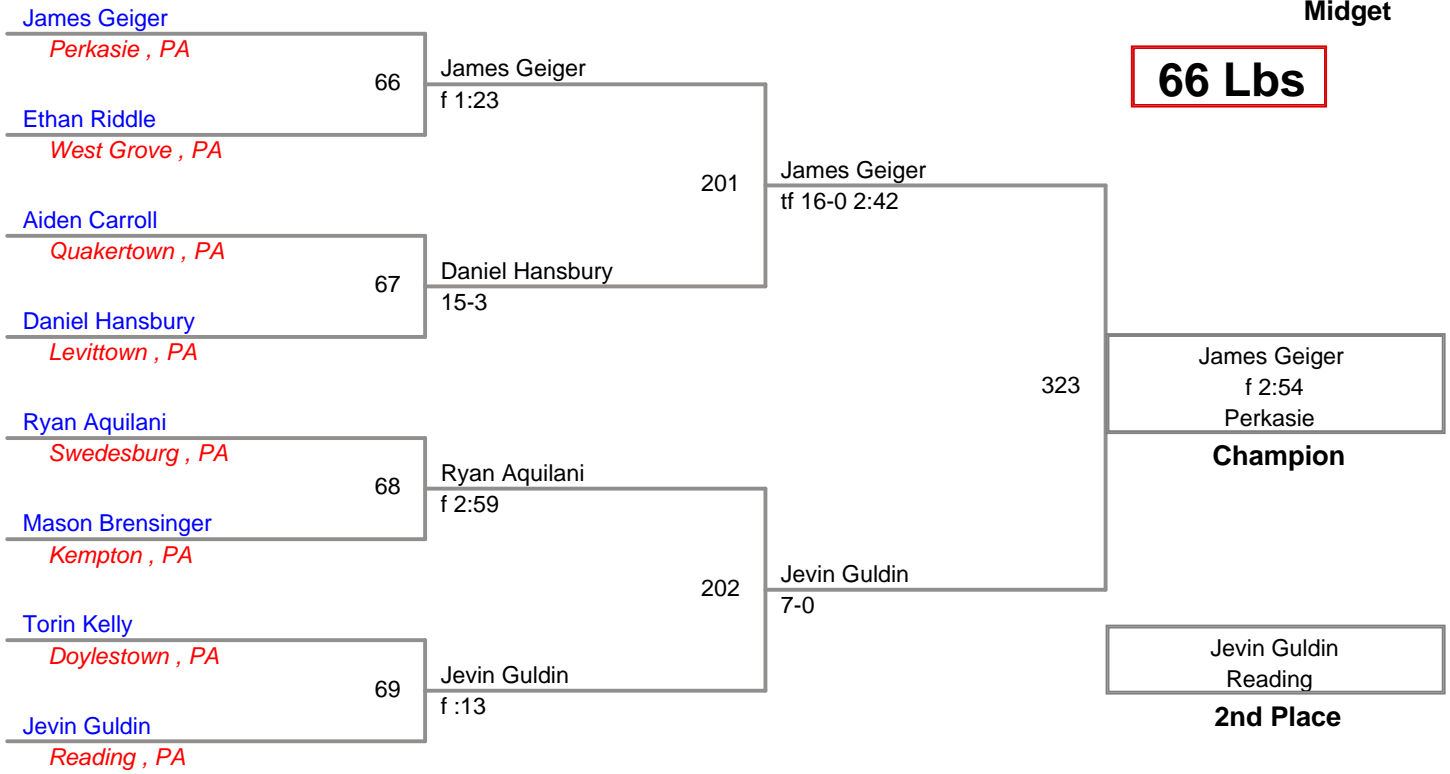 Midget
66 Lbs
James Geiger
Perkasie , PA
66
James Geiger
f 1:23
Ethan Riddle
West Grove , PA
201
James Geiger
tf 16-0 2:42
Aiden Carroll
Quakertown , PA
67
Daniel Hansbury
15-3
Daniel Hansbury
Levittown , PA
323
James Geiger
f 2:54
Perkasie
Champion
Ryan Aquilani
Swedesburg , PA
68
Ryan Aquilani
f 2:59
Mason Brensinger
Kempton , PA
202
Jevin Guldin
7-0
Torin Kelly
Doylestown , PA
69
Jevin Guldin
f :13
Jevin Guldin
Reading , PA
Jevin Guldin
Reading
2nd Place